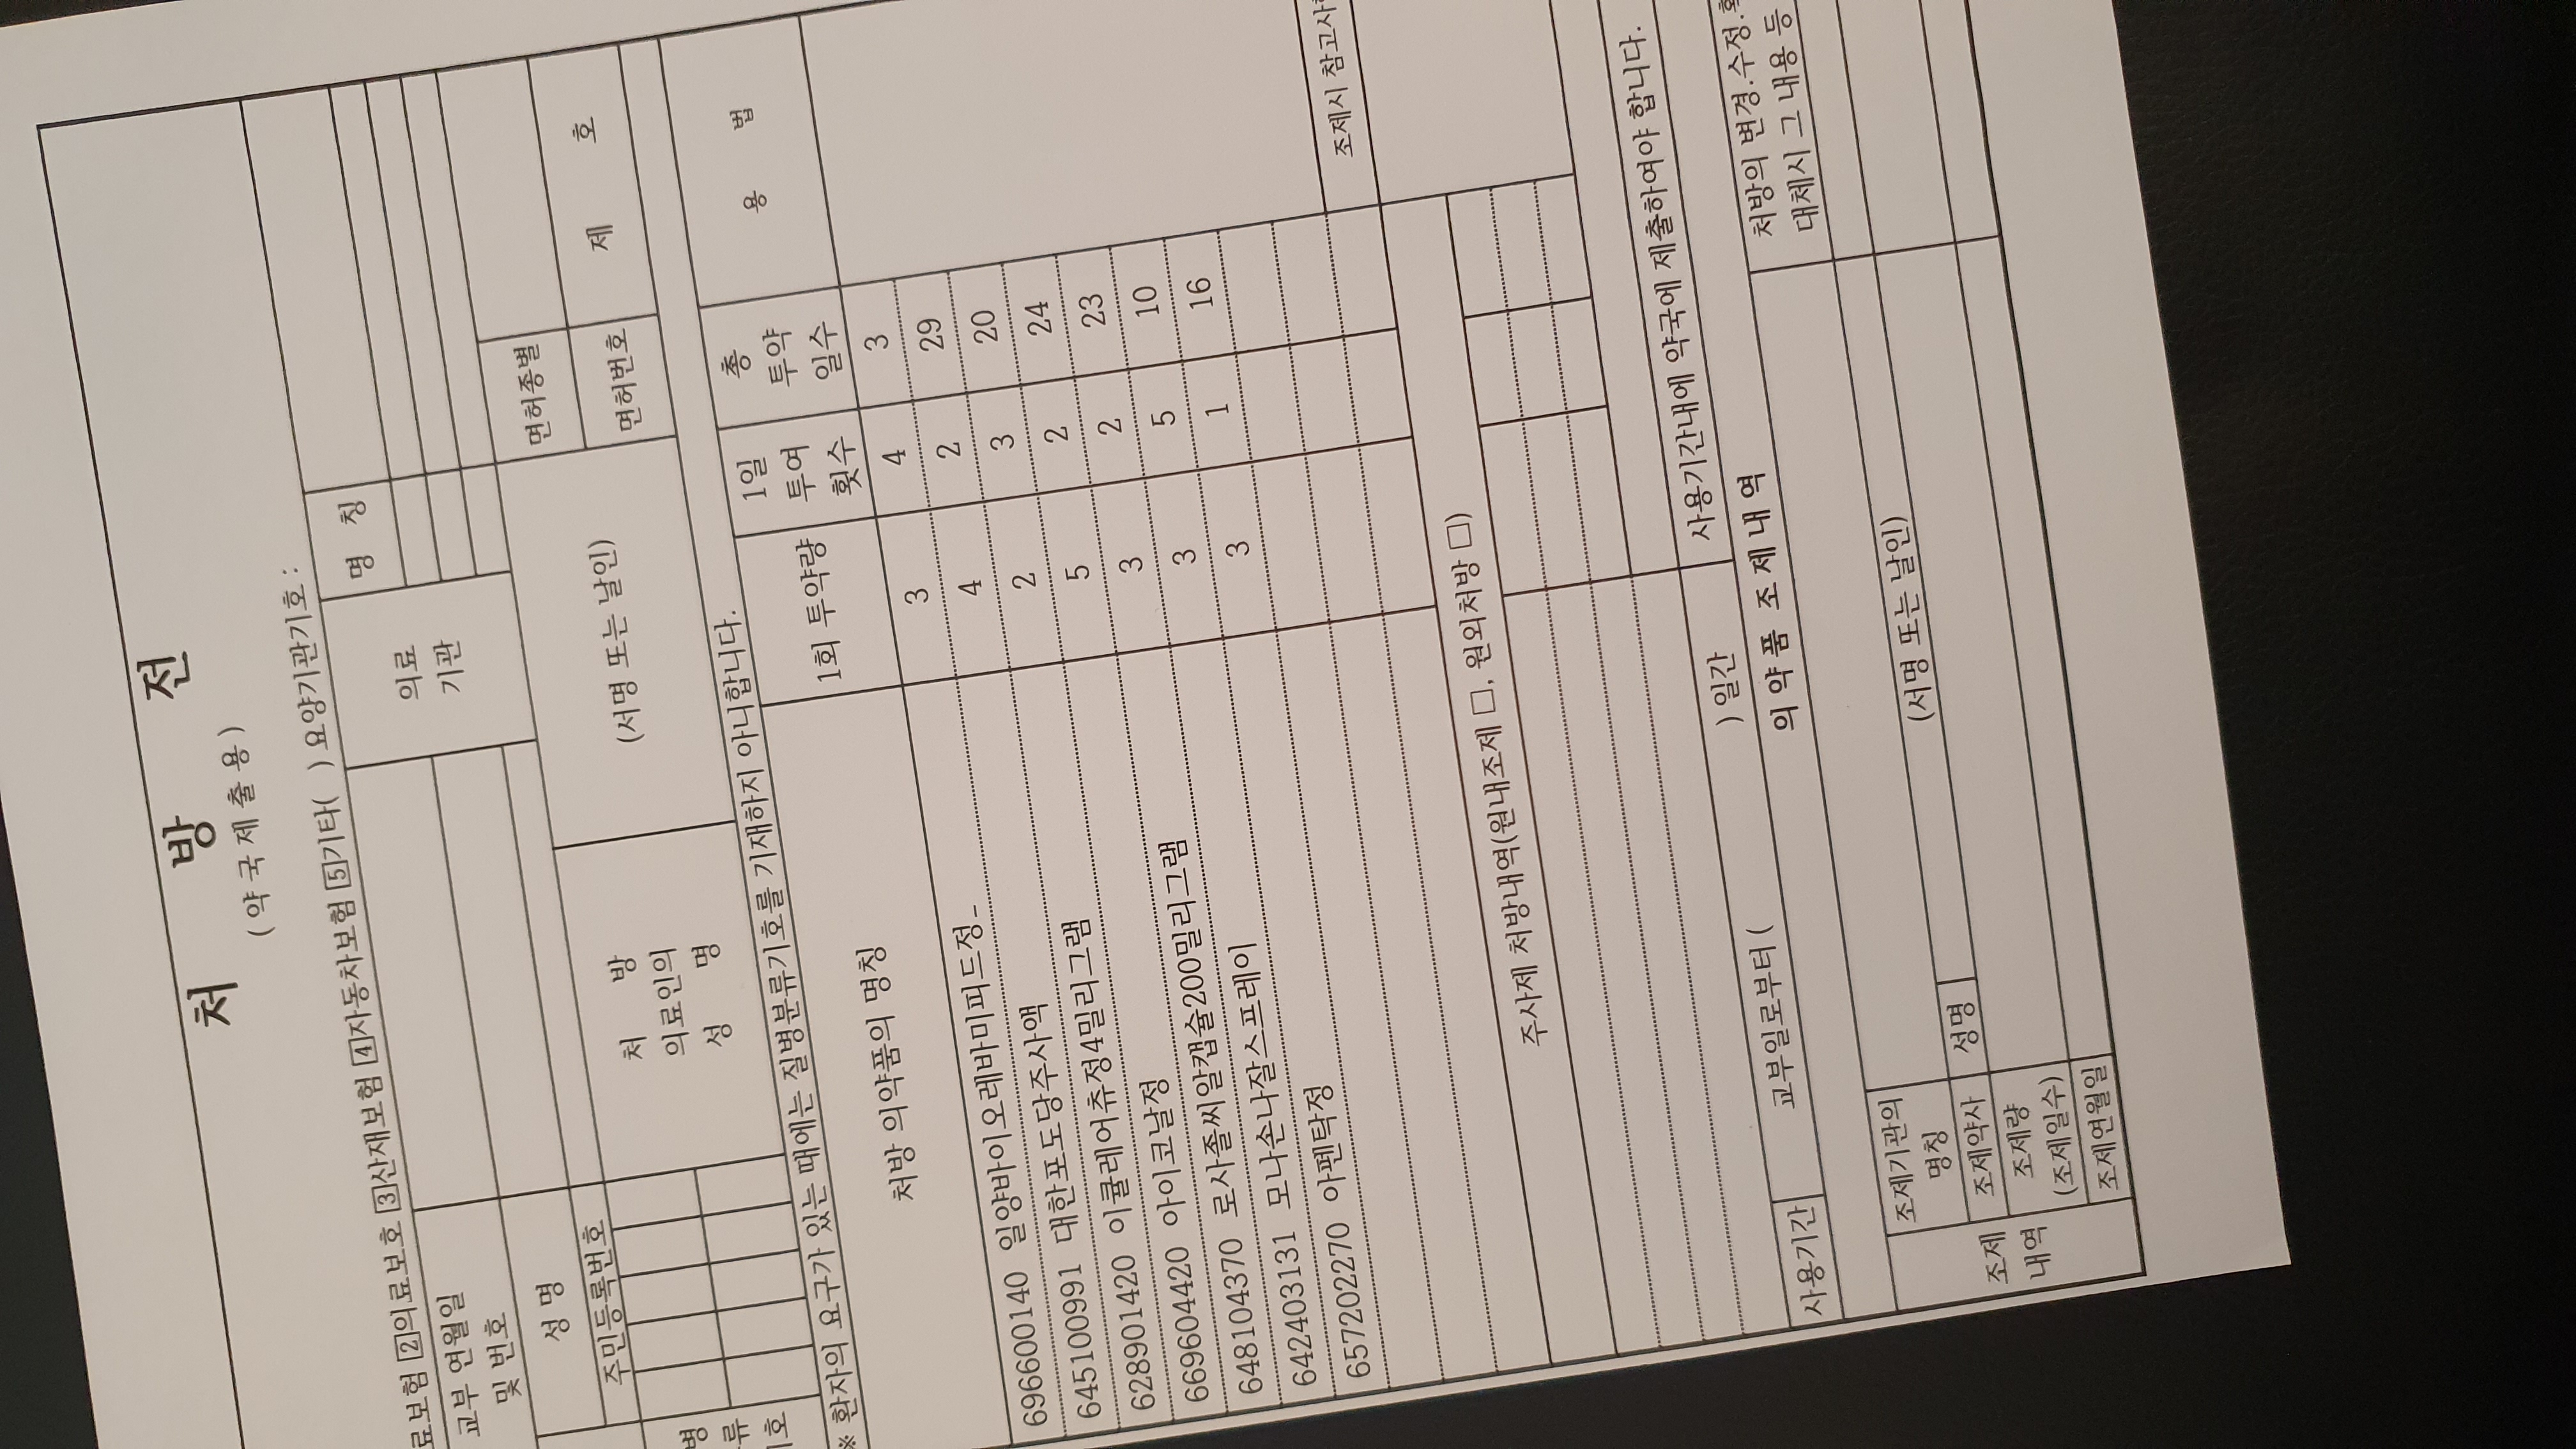 처 방 전
(약국제출용)
료보험 2의료보호 3산재보험 4자동차보험 5기타( ) 요양기관기호 :
교부 연월일
및 번호
의료
기관
명 칭
성 명
주민등록번호
병
류
호
처 방
의료인의
성 명
(서명 또는 날인)
면허종별
면허번호
제 호
※ 환자의 요구가 있는 때에는 질병분류기호를 기재하지 아니합니다.
처방 의약품의 명칭
1회 투약량
1일
투여
횟수
총
투약
일수
용 법
696600140 일양바이오레바미피드정_ 3 4 3
645100991 대한포도당주사액 4 2 29
628901420 이큘레어츄정4밀리그램 2 3 20
669604420 아이코날정 5 2 24
648104370 로사졸씨알캡슐200밀리그램 3 2 23
642403131 모나손나잘스프레이 3 5 10
657202270 아펜탁정 3 1 16
조제시 참고사
주사제 처방내역(원내조제 □, 원외처방 □)
사용기간
교부일로부터 ( ) 일간
사용기간내에 약국에 제출하여야 합니다.
의약품 조제내역
처방의 변경.수정.
대체시 그 내용 등
조제
내역
조제기관의
명칭
조제약사
성명
(서명 또는 날인)
조제량
(조제일수)
조제연월일